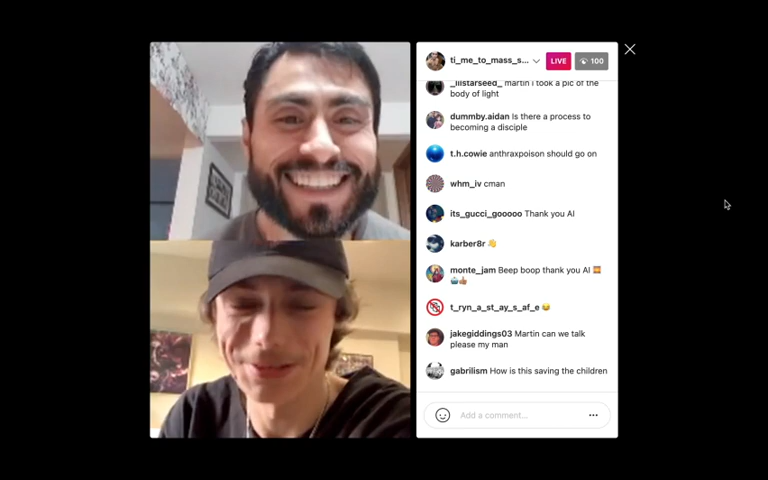 ti_me_to_mass_s...
LIVE
100
_lilstarseed_ martin i took a pic of the
body of light
dummby.aidan Is there a process to
becoming a disciple
t.h.cowie anthraxpoison should go on
whm_iv cman
its_gucci_gooooo Thank you AI
karber8r 👋
monte_jam Beep boop thank you AI
t_ryn_a_st_ay_s_af_e 😂
jakegiddings03 Martin can we talk
please my man
gabrilism How is this saving the children
Add a comment...